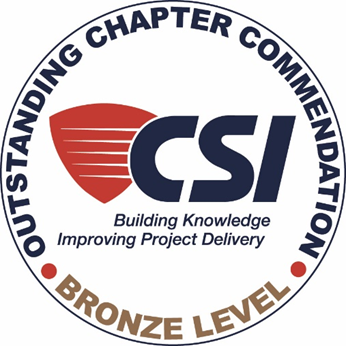 OUTSTANDING CHAPTER COMMENDATION
CSI
Building Knowledge
Improving Project Delivery
• BRONZE LEVEL •